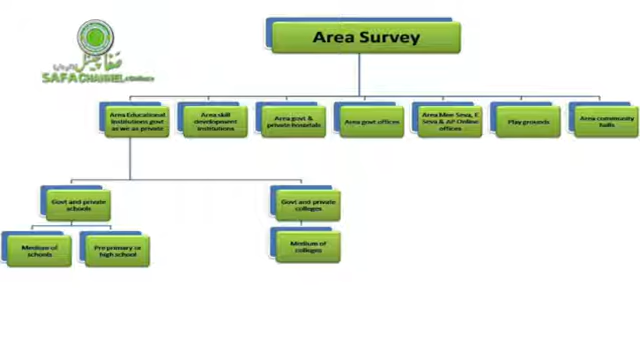 Area Survey
SAFA CHANNEL
Area Educational
Institutions govt
as we as private
Area skill
development
institutions.
Area govt &
private hospitals
Area govt offices
Area Mee Seva, E
Seva & AP Online
offices
Play grounds
Area community
halls
Govt and private
schools
Govt and private
colleges
Medium of
schools
Pre primary or
high school
Medium of
colleges